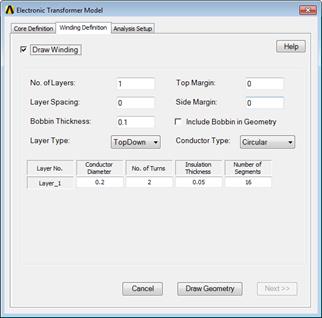 Electronic Transformer Model
Core Definition Winding Definition Analysis Setup
Draw Winding Help
No. of Layers: 1 Top Margin: 0
Layer Spacing: 0 Side Margin: 0
Bobbin Thickness: 0.1 Include Bobbin in Geometry
Layer Type: TopDown Conductor Type: Circular
Layer No. Conductor Diameter No. of Turns Insulation Thickness Number of Segments
Layer_1 0.2 2 0.05 16
Cancel Draw Geometry Next >>